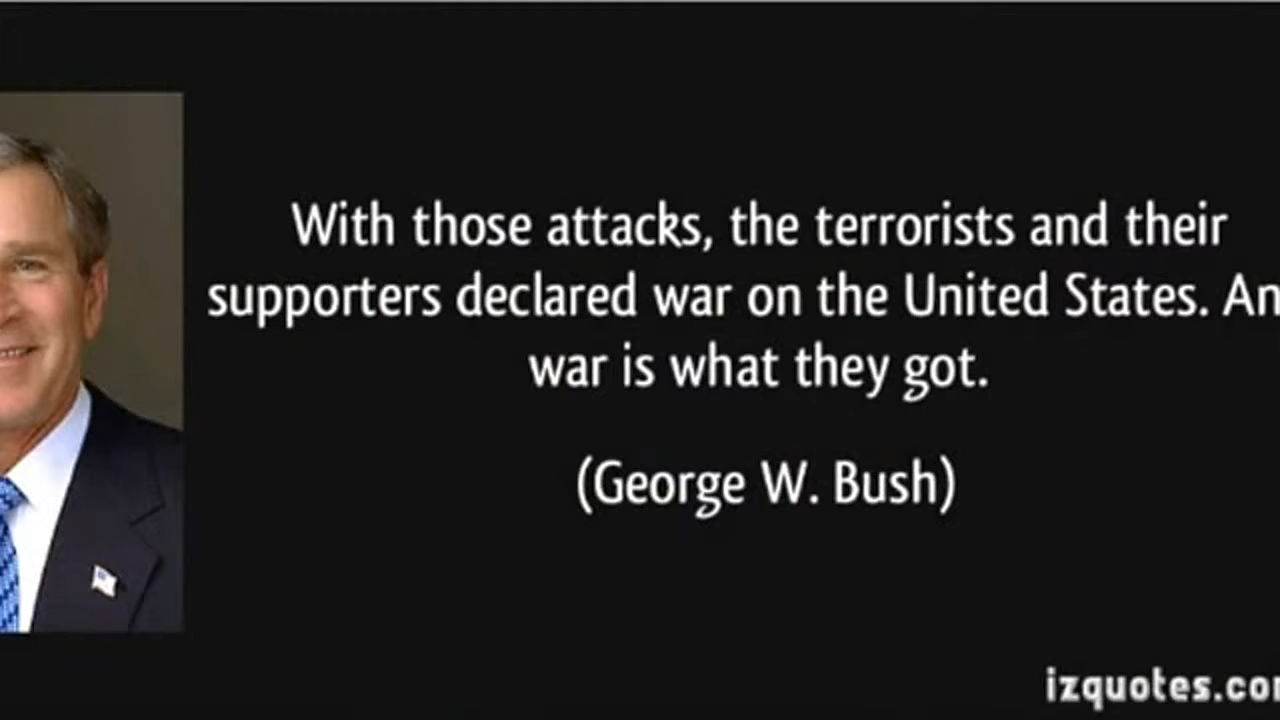 With those attacks, the terrorists and their
supporters declared war on the United States. An
war is what they got.
(George W. Bush)
izquotes.co